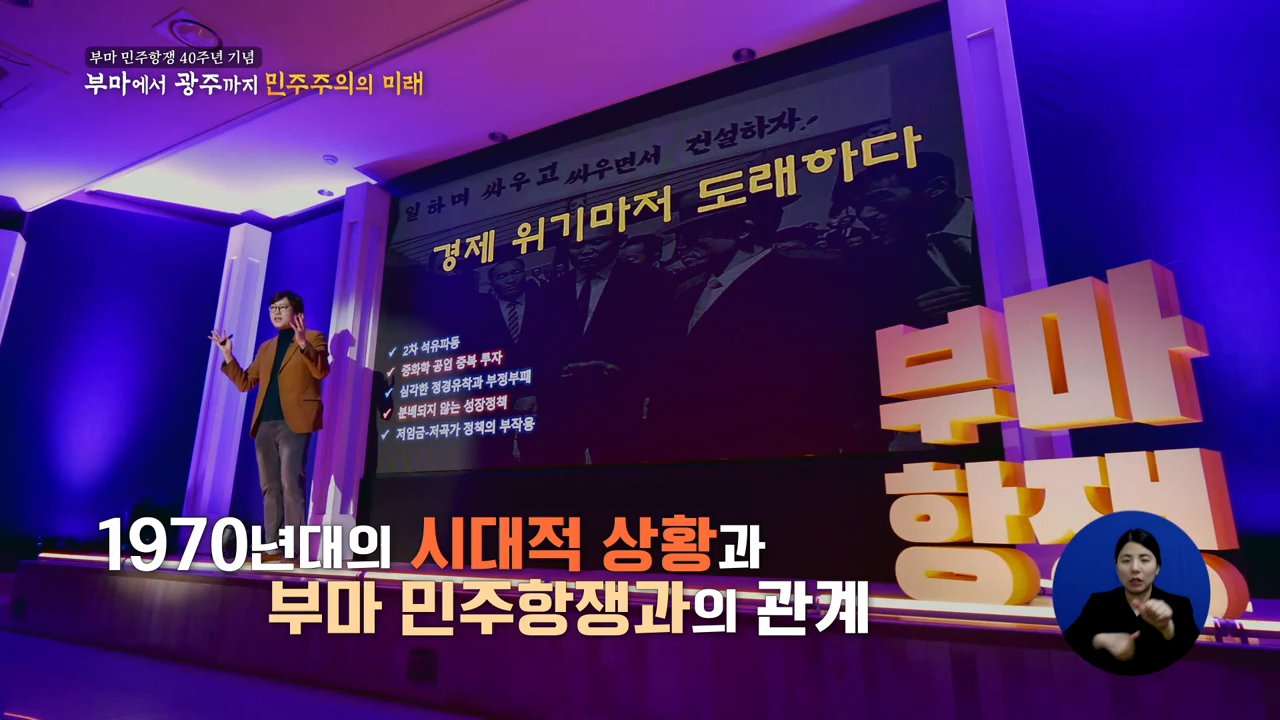 부마 민주항쟁 40주년 기념
부마에서 광주까지 민주주의의 미래
일하며 싸우고 싸우면서 건설하자.
경제 위기마저 도래하다
✓ 2차 석유파동
✓ 중화학 공업 중복 투자
✓ 심각한 정경유착과 부정부패
✓ 분배되지 않는 성장정책
✓ 저임금-저곡가 정책의 부작용
부마
항쟁
1970년대의 시대적 상황과
부마 민주항쟁과의 관계